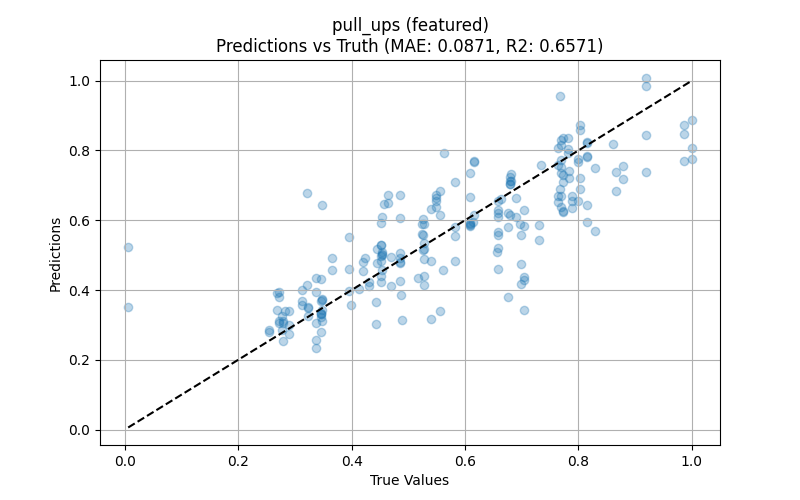 pull_ups (featured)
Predictions vs Truth (MAE: 0.0871, R2: 0.6571)
1.0
0.8
0.6
0.4
0.2
0.0
Predictions
0.0 0.2 0.4 0.6 0.8 1.0
True Values